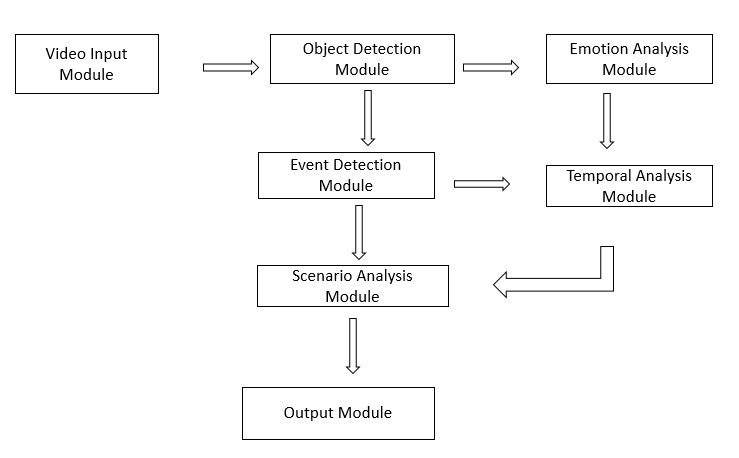 Video Input
Module
Object Detection
Module
Emotion Analysis
Module
Event Detection
Module
Temporal Analysis
Module
Scenario Analysis
Module
Output Module